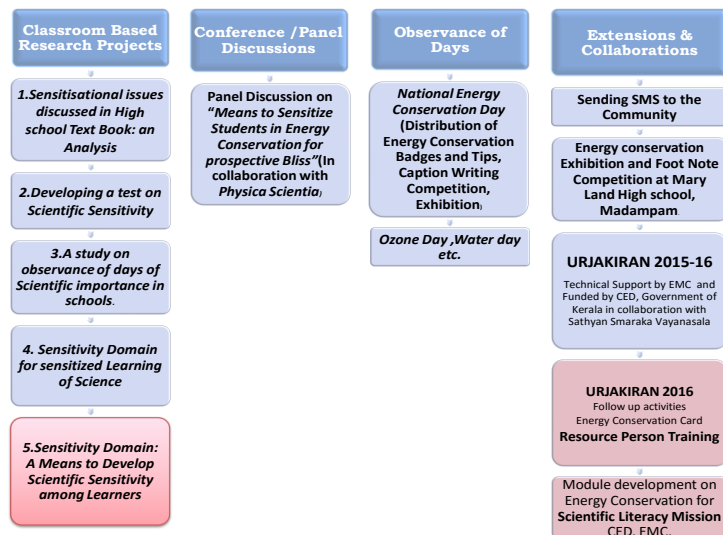 Classroom Based
Research Projects
1.Sensitisational issues
discussed in High
school Text Book: an
Analysis
2.Developing a test on
Scientific Sensitivity
3.A study on
observance of days of
Scientific importance in
schools.
4. Sensitivity Domain
for sensitized Learning
of Science
5.Sensitivity Domain:
A Means to Develop
Scientific Sensitivity
among Learners
Conference /Panel
Discussions
Panel Discussion on
“Means to Sensitize
Students in Energy
Conservation for
prospective Bliss”(In
collaboration with
Physica Scientia)
Observance of
Days
National Energy
Conservation Day
(Distribution of
Energy Conservation
Badges and Tips,
Caption Writing
Competition,
Exhibition)
Ozone Day ,Water day
etc.
Extensions &
Collaborations
Sending SMS to the
Community
Energy conservation
Exhibition and Foot Note
Competition at Mary
Land High school,
Madampam.
URJAKIRAN 2015-16
Technical Support by EMC and
Funded by CED, Government of
Kerala in collaboration with
Sathyan Smaraka Vayanasala
URJAKIRAN 2016
Follow up activities
Energy Conservation Card
Resource Person Training
Module development on
Energy Conservation for
Scientific Literacy Mission
CED, EMC.